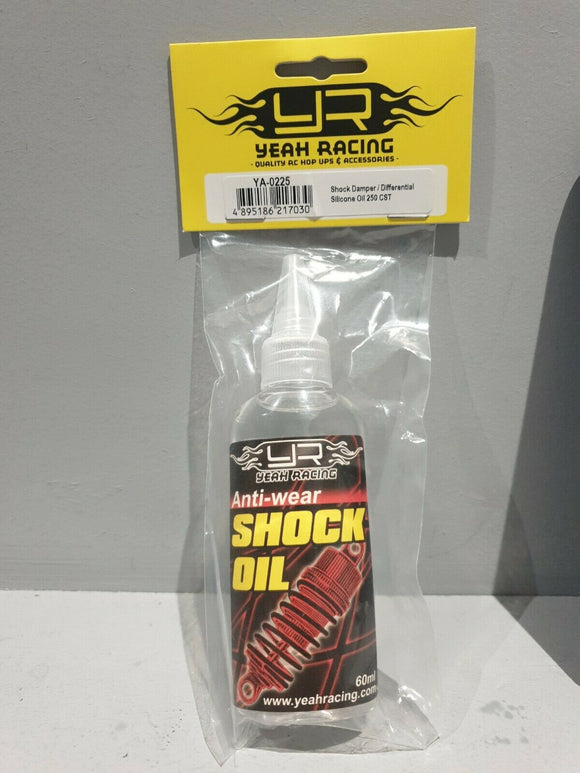 YR
YEAH RACING
- QUALITY RC HOP UPS & ACCESSORIES -
YA-0225
4 895186 217030
Shock Damper / Differential
Silicone Oil 250 CST
YR
YEAH RACING
Anti-wear
SHOCK
OIL
60ml
www.yeahracing.com